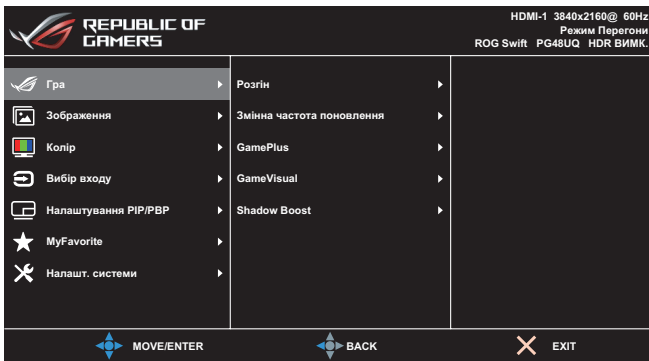 REPUBLIC OF
GAMERS
HDMI-1 3840x2160@ 60Hz
Режим Перегони
ROG Swift PG48UQ HDR ВИМК.
Гра
Зображення
Колір
Вибір входу
Налаштування PIP/PBP
MyFavorite
Налашт. системи
Розгін
Змінна частота поновлення
GamePlus
GameVisual
Shadow Boost
MOVE/ENTER
BACK
EXIT